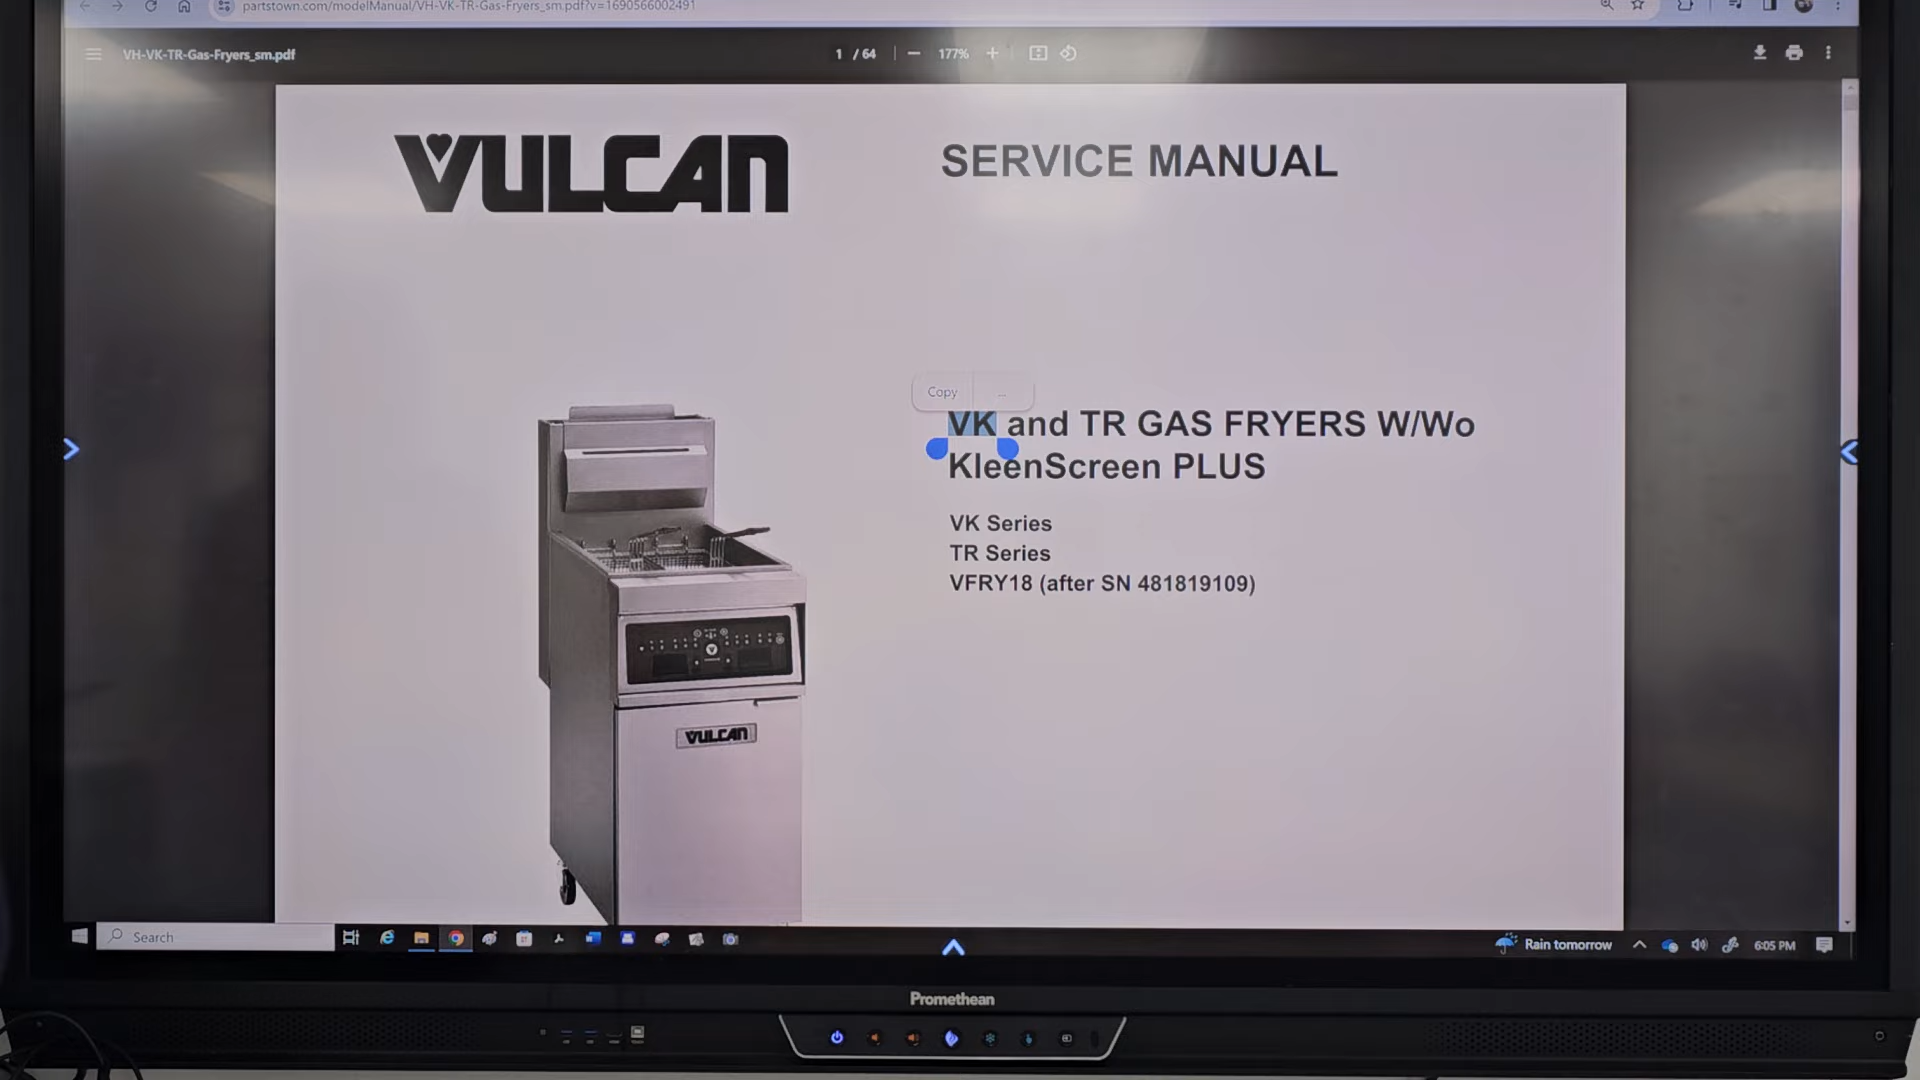 partstown.com/modelManual/VH-VK-TR-Gas-Fryers_sm.pdf?v=1690566002491
VH-VK-TR-Gas-Fryers_sm.pdf
1 / 64
177%
VULCAN
SERVICE MANUAL
Copy
...
VK and TR GAS FRYERS W/Wo
KleenScreen PLUS
VK Series
TR Series
VFRY18 (after SN 481819109)
VULCAN
Search
Rain tomorrow
6:05 PM
Promethean